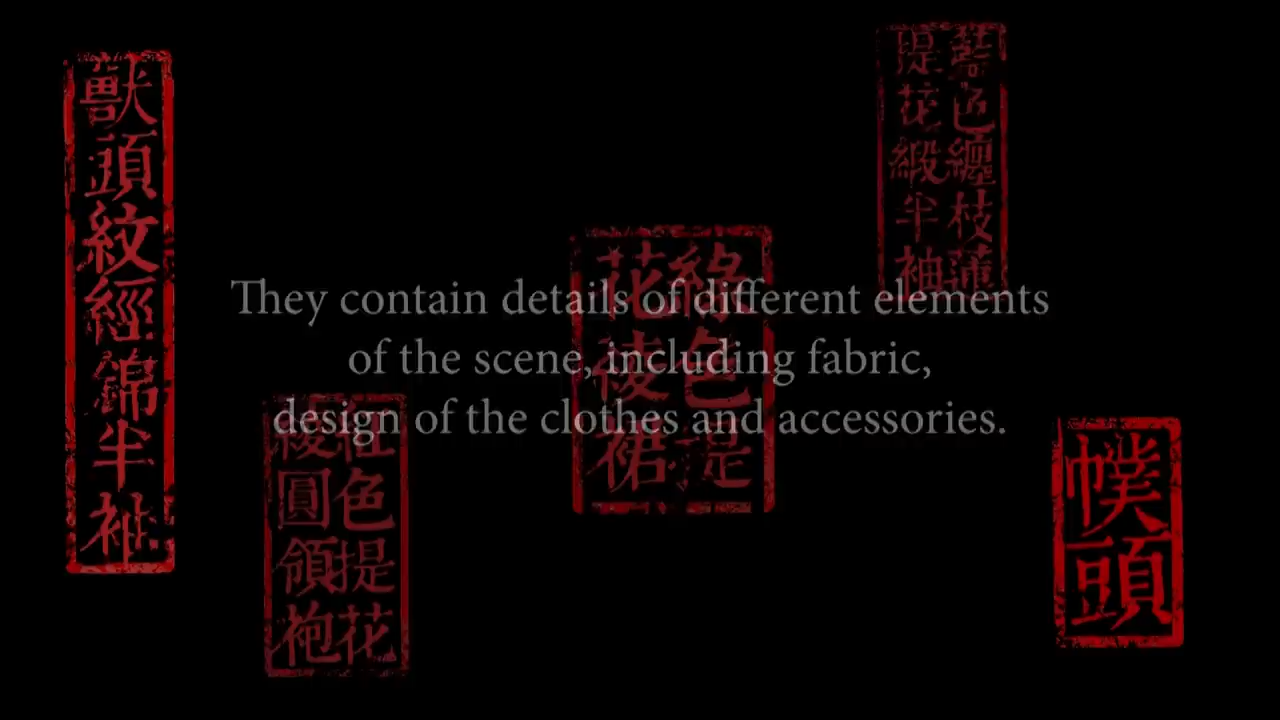 獸頭紋經錦半袖
They contain details of different elements
of the scene, including fabric,
design of the clothes and accessories.
紅色提花
綾圓領袍
綠色提
花綾裙
色纏枝蓮
提花緞半袖
幞頭